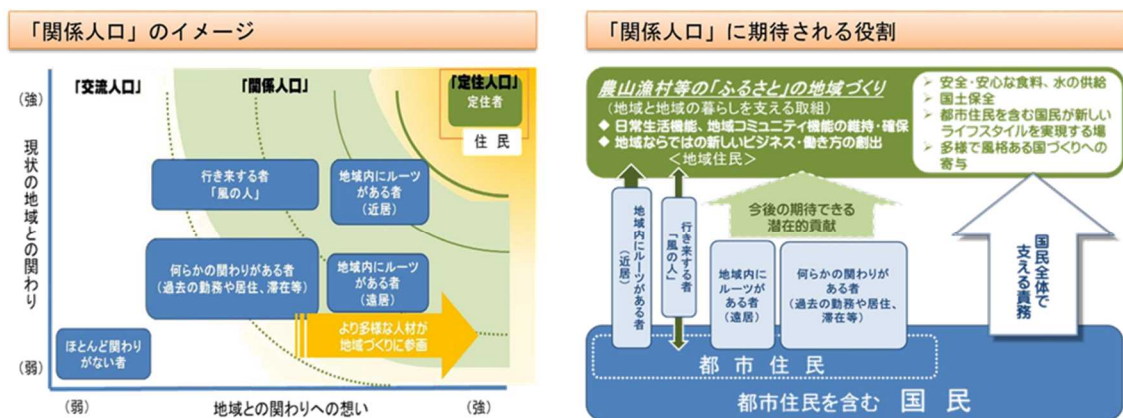 「関係人口」のイメージ
「交流人口」
「関係人口」
「定住人口」
定住者
住 民
(強)
現状の地域との関わり
(弱)
行き来する者
「風の人」
地域内にルーツ
がある者
(近居)
何らかの関わりがある者
(過去の勤務や居住、滞在等)
地域内にルーツ
がある者
(遠居)
より多様な人材が
地域づくりに参画
ほとんど関わり
がない者
(弱)
地域との関わりへの想い
(強)
「関係人口」に期待される役割
農山漁村等の「ふるさと」の地域づくり
(地域と地域の暮らしを支える取組)
◆ 日常生活機能、地域コミュニティ機能の維持・確保
◆ 地域ならではの新しいビジネス・働き方の創出
<地域住民>
➢ 安全・安心な食料、水の供給
➢ 国土保全
➢ 都市住民を含む国民が新しい
ライフスタイルを実現する場
➢ 多様で風格ある国づくりへの
寄与
地域内にルーツがある者
(近居)
行き来する者
「風の人」
今後の期待できる
潜在的貢献
地域内に
ルーツが
ある者
(遠居)
何らかの関わりが
ある者
(過去の勤務や居住、
滞在等)
国民全体で
支える責務
都 市 住 民
都市住民を含む 国 民